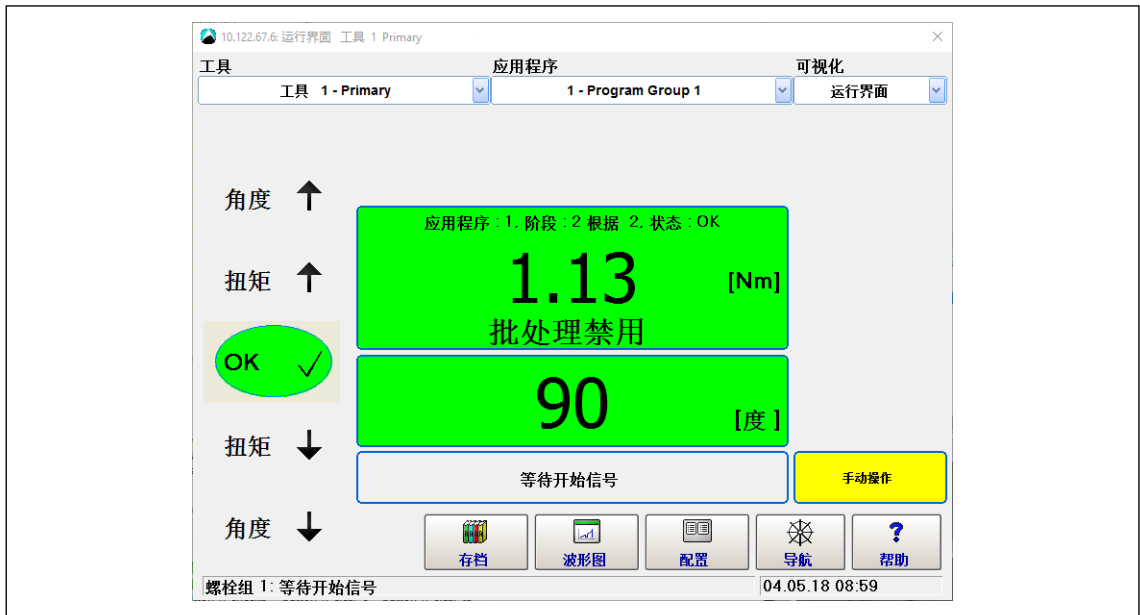 10.122.67.6: 运行界面 工具 1 Primary
工具 应用程序 可视化
工具 1 - Primary 1 - Program Group 1 运行界面
角度
应用程序 : 1, 阶段 : 2 根据 2, 状态 : OK
扭矩
1.13 [Nm]
批处理禁用
OK
90 [度]
扭矩
等待开始信号 手动操作
角度
存档 波形图 配置 导航 ? 帮助
螺栓组 1: 等待开始信号 04.05.18 08:59